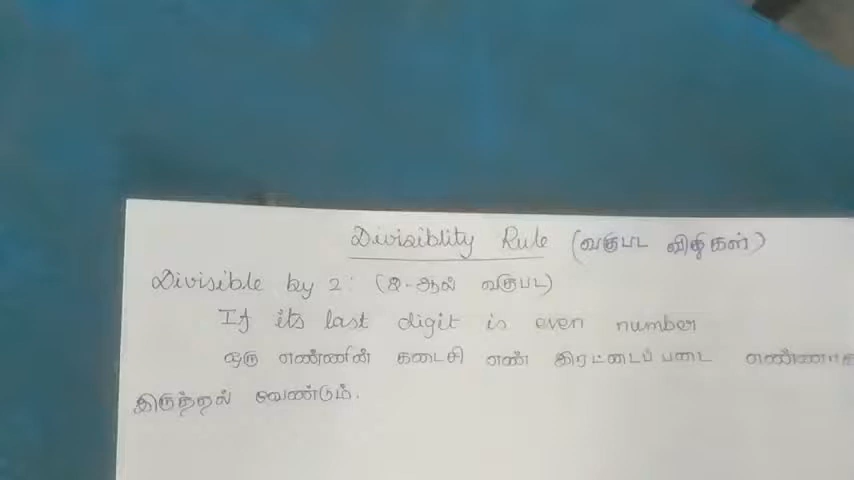 Divisiblity Rule (வகுபட விதிகள்)
Divisible by 2: (2-ஆல் வகுபட)
If its last digit is even number
ஒரு எண்ணின் கடைசி எண் இரட்டைப் படை எண்ணாக
இருத்தல் வேண்டும்.